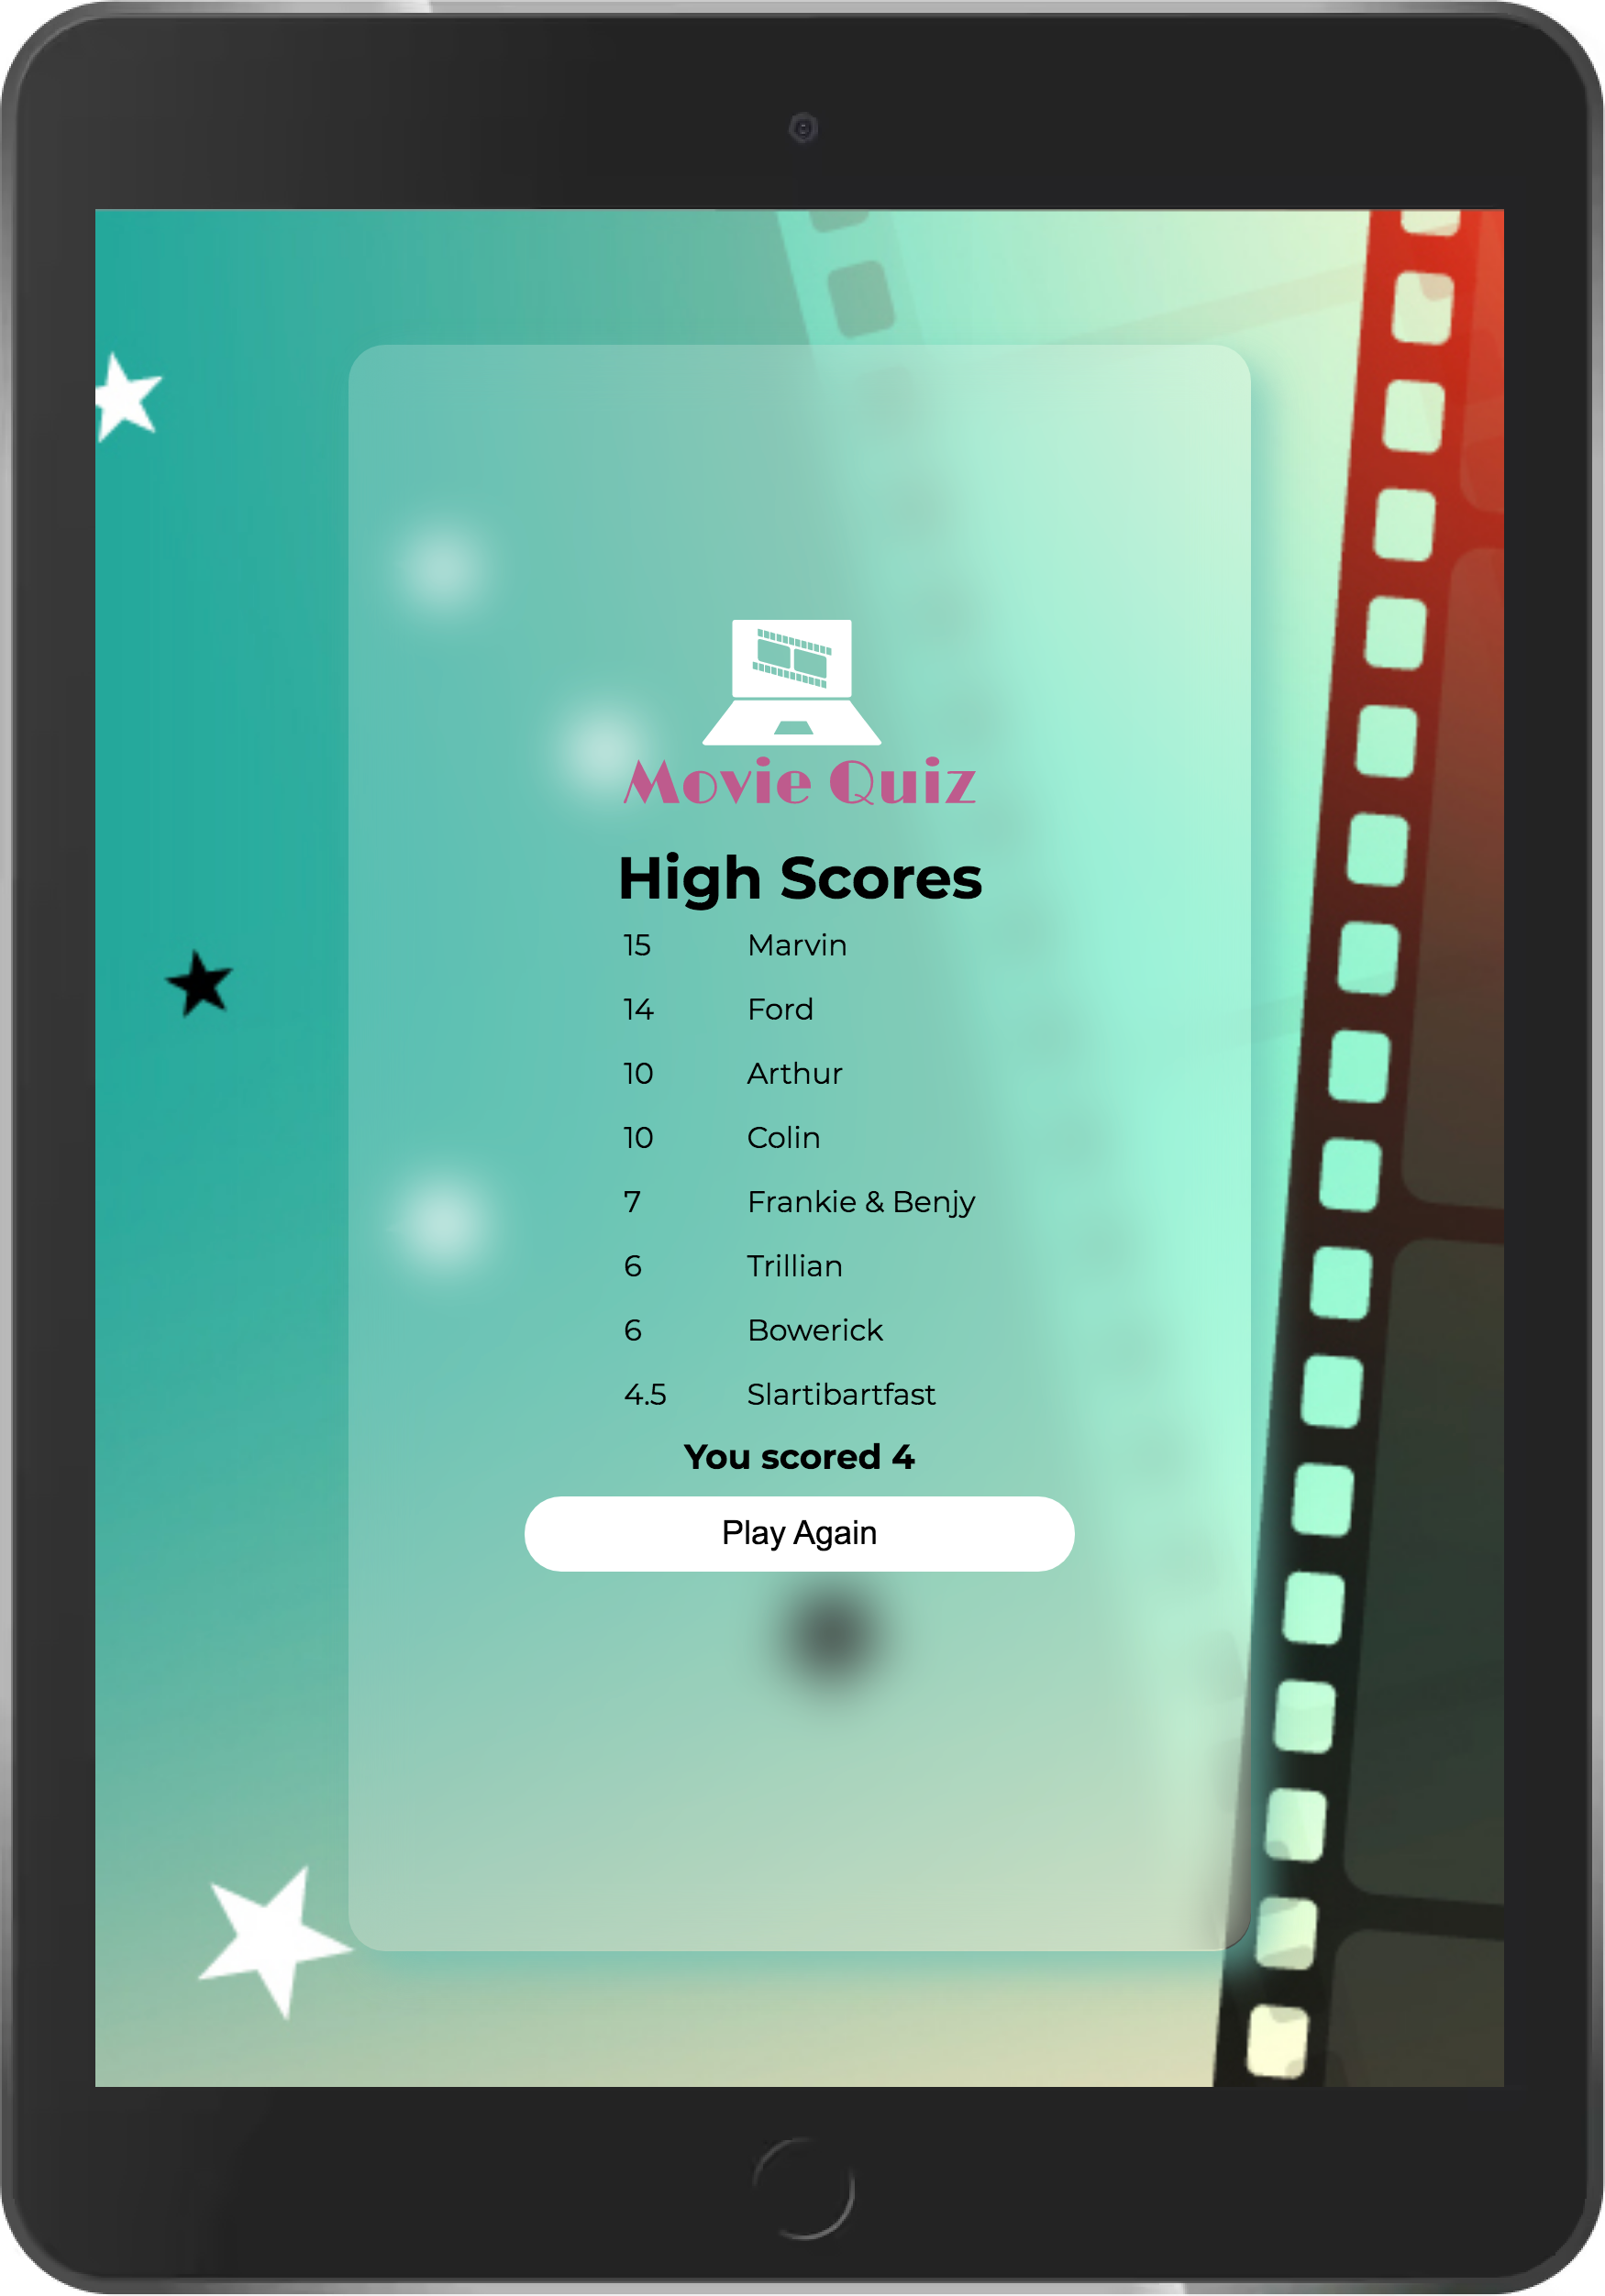 Movie Quiz
High Scores
15 Marvin
14 Ford
10 Arthur
10 Colin
7 Frankie & Benjy
6 Trillian
6 Bowerick
4.5 Slartibartfast
You scored 4
Play Again